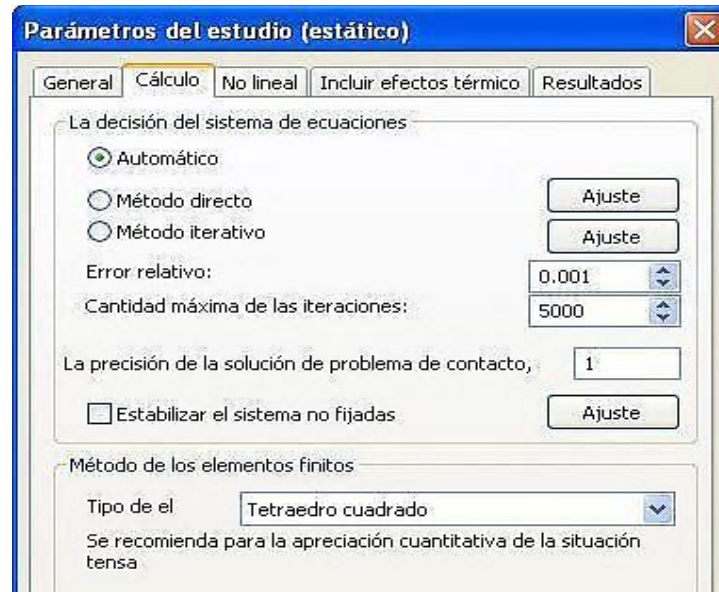 Parámetros del estudio (estático)
General Cálculo No lineal Incluir efectos térmico Resultados
La decisión del sistema de ecuaciones
Automático
Método directo Ajuste
Método iterativo Ajuste
Error relativo: 0.001
Cantidad máxima de las iteraciones: 5000
La precisión de la solución de problema de contacto, 1
Estabilizar el sistema no fijadas Ajuste
Método de los elementos finitos
Tipo de el Tetraedro cuadrado
Se recomienda para la apreciación cuantitativa de la situación
tensa